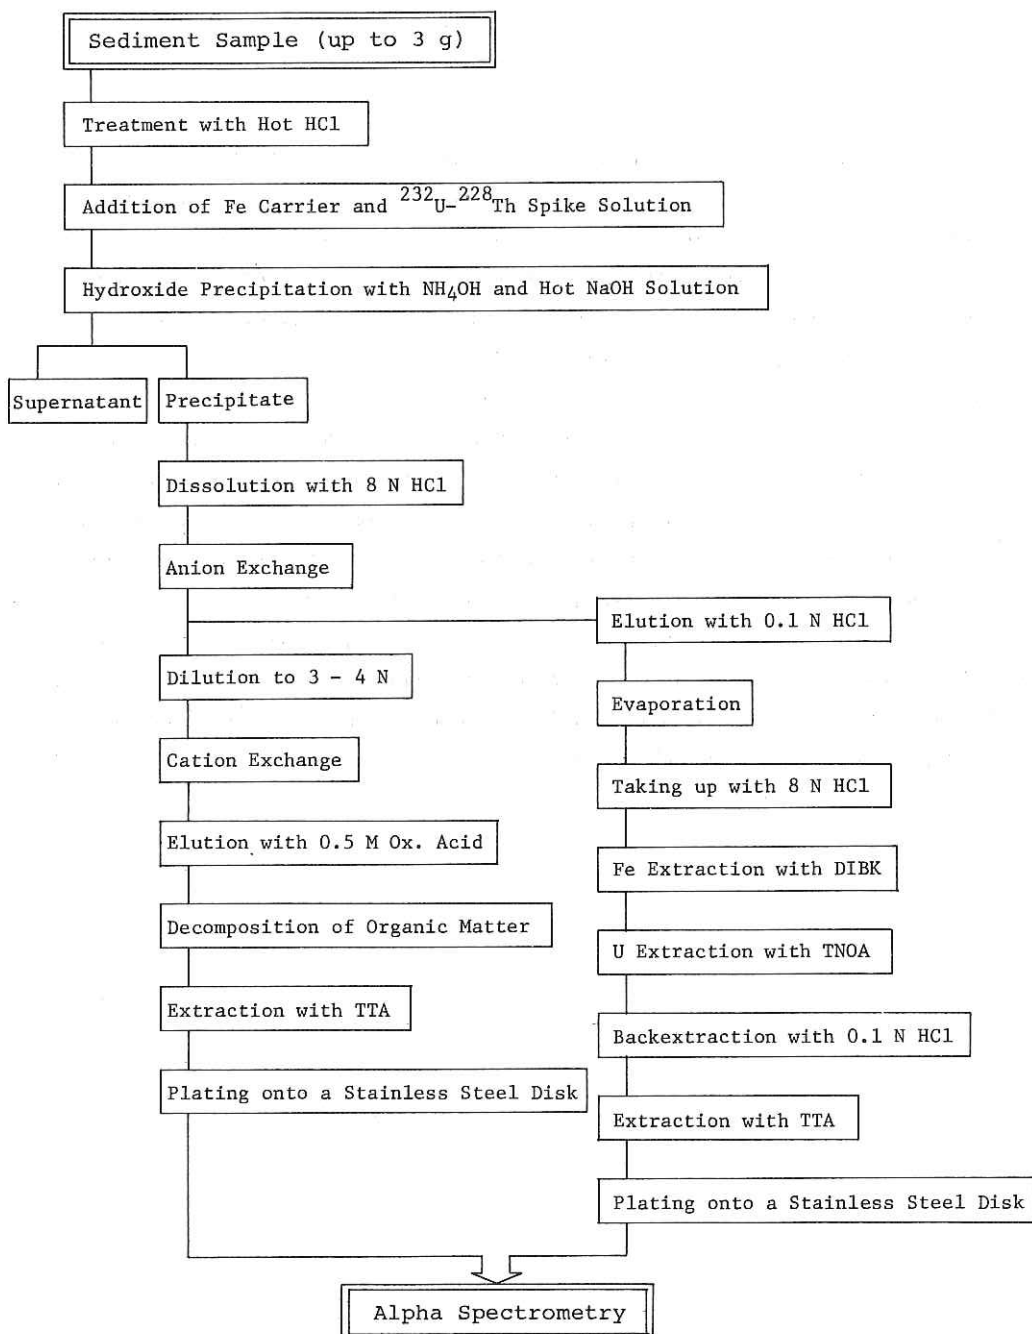 Sediment Sample (up to 3 g)
Treatment with Hot HCl
Addition of Fe Carrier and ²³²U-²²⁸Th Spike Solution
Hydroxide Precipitation with NH₄OH and Hot NaOH Solution
Supernatant
Precipitate
Dissolution with 8 N HCl
Anion Exchange
Dilution to 3 - 4 N
Cation Exchange
Elution with 0.5 M Ox. Acid
Decomposition of Organic Matter
Extraction with TTA
Plating onto a Stainless Steel Disk
Elution with 0.1 N HCl
Evaporation
Taking up with 8 N HCl
Fe Extraction with DIBK
U Extraction with TNOA
Backextraction with 0.1 N HCl
Extraction with TTA
Plating onto a Stainless Steel Disk
Alpha Spectrometry